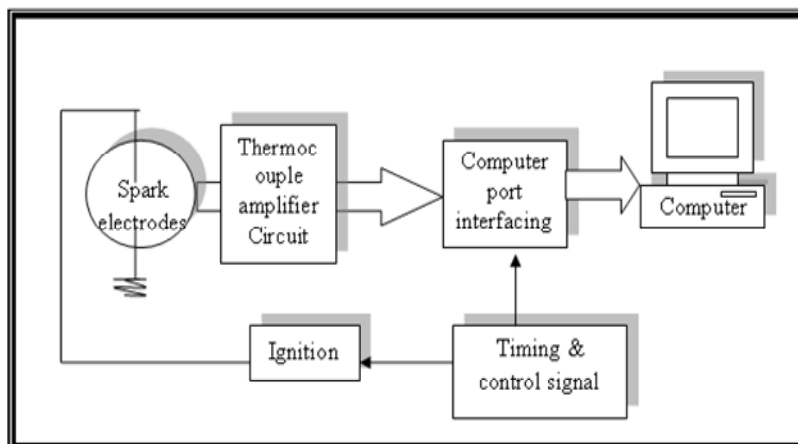 Spark
electrodes
Thermoc
ouple
amplifier
Circuit
Computer
port
interfacing
Computer
Ignition
Timing &
control signal